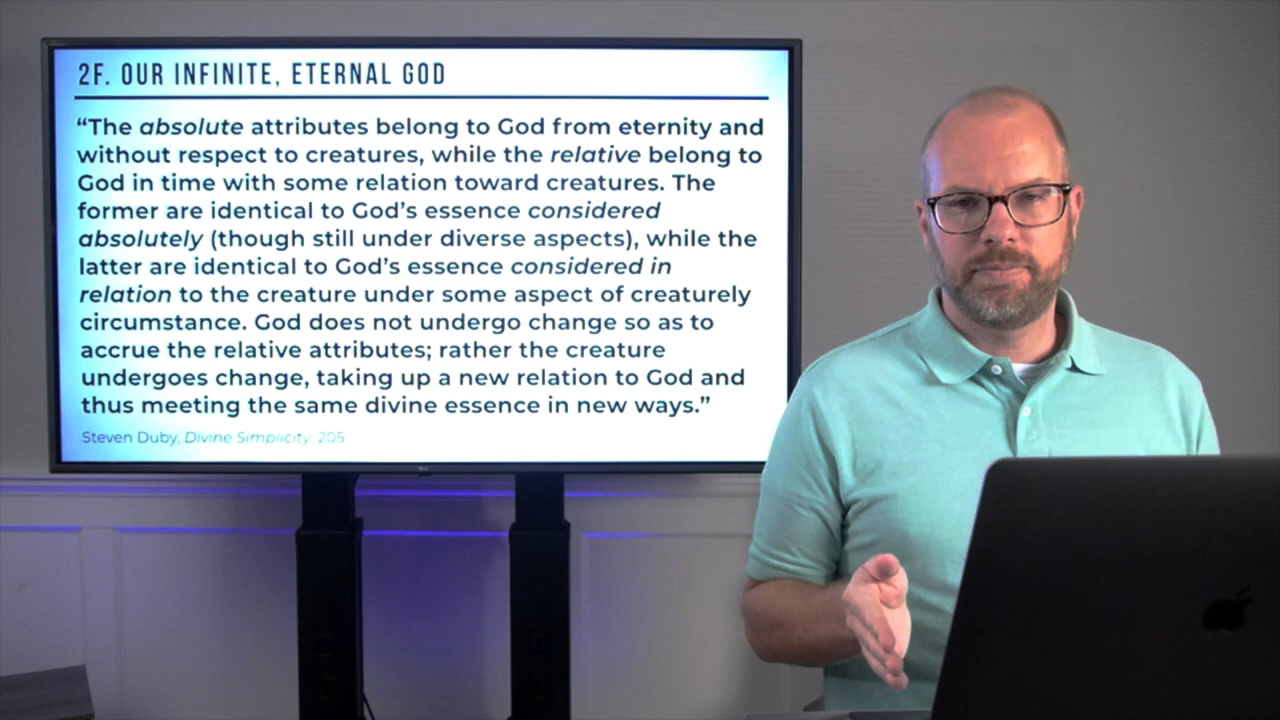 2F. OUR INFINITE, ETERNAL GOD
“The absolute attributes belong to God from eternity and
without respect to creatures, while the relative belong to
God in time with some relation toward creatures. The
former are identical to God’s essence considered
absolutely (though still under diverse aspects), while the
latter are identical to God’s essence considered in
relation to the creature under some aspect of creaturely
circumstance. God does not undergo change so as to
accrue the relative attributes; rather the creature
undergoes change, taking up a new relation to God and
thus meeting the same divine essence in new ways.”
Steven Duby, Divine Simplicity, 205